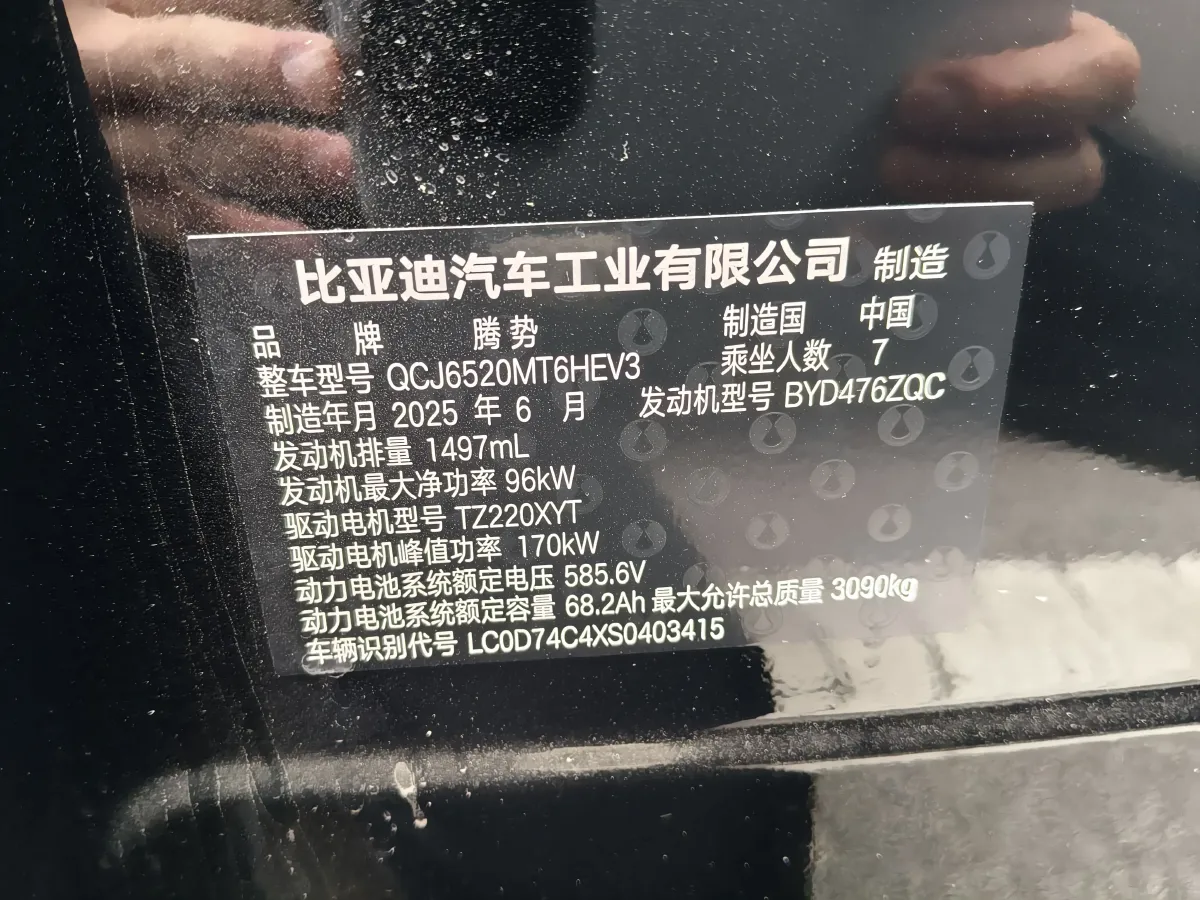 比亚迪汽车工业有限公司 制造
品 牌 腾势 制造国 中国
整车型号 QCJ6520MT6HEV3 乘坐人数 7
制造年月 2025 年 6 月 发动机型号 BYD476ZQC
发动机排量 1497mL
发动机最大净功率 96kW
驱动电机型号 TZ220XYT
驱动电机峰值功率 170kW
动力电池系统额定电压 585.6V
动力电池系统额定容量 68.2Ah 最大允许总质量 3090kg
车辆识别代号 LC0D74C4XS0403415